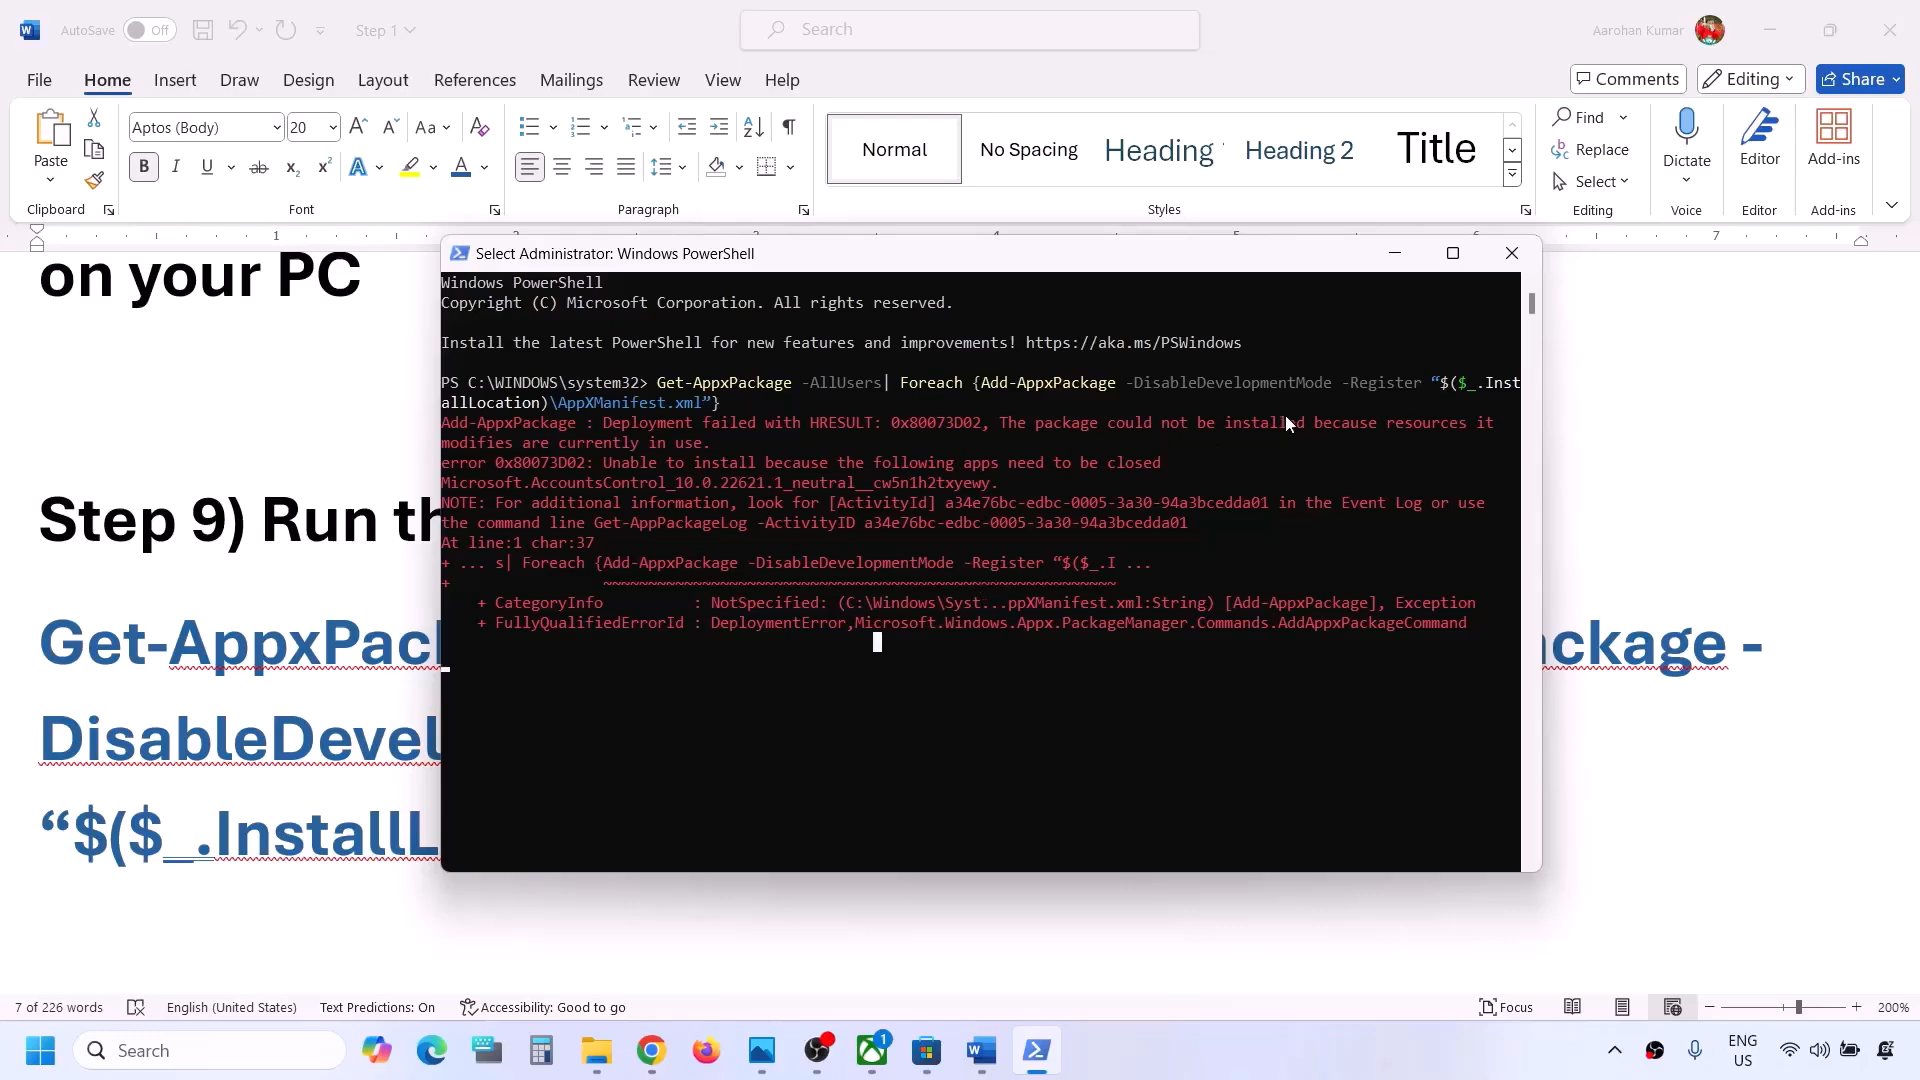 AutoSave Off Step 1 Search Aarohan Kumar
File Home Insert Draw Design Layout References Mailings Review View Help Comments Editing Share
Aptos (Body) 20 Aa Normal No Spacing Heading Heading 2 Title Find
Paste Replace Dictate Editor Add-ins
Select
Clipboard Font Paragraph Styles Editing Voice Editor Add-ins
on your PC
Select Administrator: Windows PowerShell
Windows PowerShell
Copyright (C) Microsoft Corporation. All rights reserved.
Install the latest PowerShell for new features and improvements! https://aka.ms/PSWindows
PS C:\WINDOWS\system32> Get-AppxPackage -AllUsers| Foreach {Add-AppxPackage -DisableDevelopmentMode -Register “$($_.Inst
allLocation)\AppXManifest.xml”}
Add-AppxPackage : Deployment failed with HRESULT: 0x80073D02, The package could not be installed because resources it
modifies are currently in use.
error 0x80073D02: Unable to install because the following apps need to be closed
Microsoft.AccountsControl_10.0.22621.1_neutral__cw5n1h2txyewy.
NOTE: For additional information, look for [ActivityId] a34e76bc-edbc-0005-3a30-94a3bcedda01 in the Event Log or use
the command line Get-AppPackageLog -ActivityID a34e76bc-edbc-0005-3a30-94a3bcedda01
At line:1 char:37
+ ... s| Foreach {Add-AppxPackage -DisableDevelopmentMode -Register “$($_.I ...
+ ~~~~~~~~~~~~~~~~~~~~~~~~~~~~~~~~~~~~~~~~~~~~~~~~~~~~~~~~~
+ CategoryInfo : NotSpecified: (C:\Windows\Syst...ppXManifest.xml:String) [Add-AppxPackage], Exception
+ FullyQualifiedErrorId : DeploymentError,Microsoft.Windows.Appx.PackageManager.Commands.AddAppxPackageCommand
Step 9) Run th
Get-AppxPac ckage -
DisableDevel
“$($_.InstallL
7 of 226 words English (United States) Text Predictions: On Accessibility: Good to go Focus 200%
Search 1 ENG
US